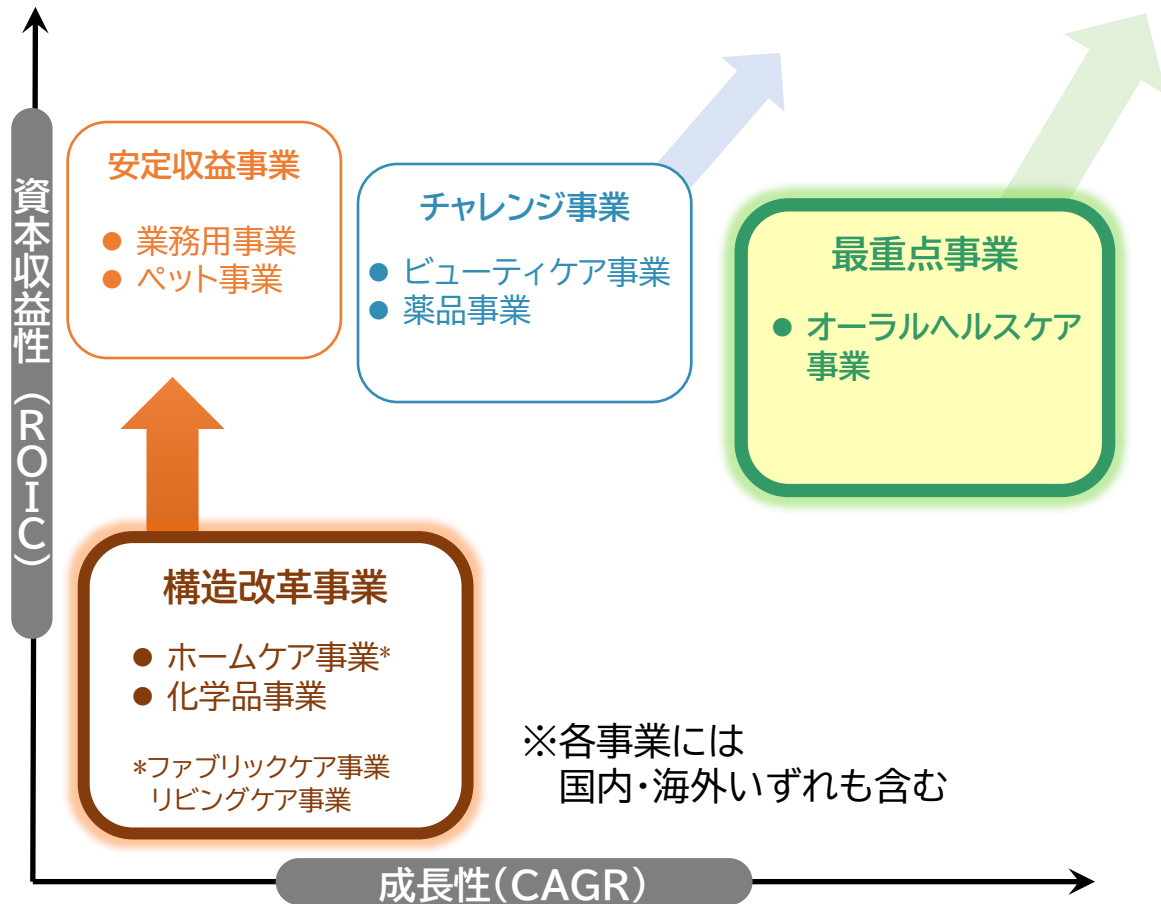 資本収益性（ROIC）
安定収益事業
● 業務用事業
● ペット事業
チャレンジ事業
● ビューティケア事業
● 薬品事業
最重点事業
● オーラルヘルスケア
事業
構造改革事業
● ホームケア事業*
● 化学品事業
*ファブリックケア事業
リビングケア事業
※各事業には
国内・海外いずれも含む
成長性（CAGR）